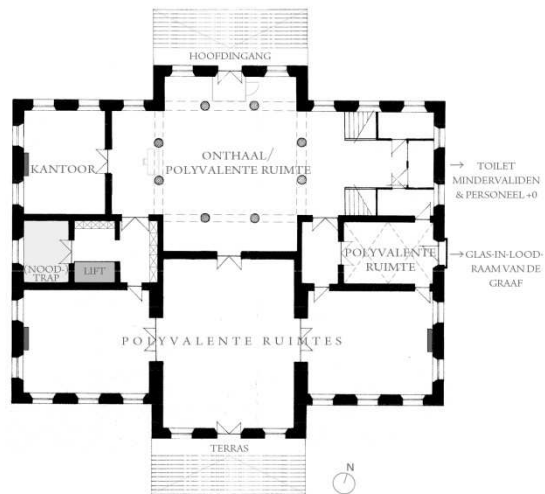 HOOFDINGANG
KANTOOR
ONTHAAL/
POLYVALENTE RUIMTE
→ TOILET
MINDERVALIDEN
& PERSONEEL +0
(NOOD-)
TRAP
LIFT
POLYVALENTE
RUIMTE
→ GLAS-IN-LOOD-
RAAM VAN DE
GRAAF
POLYVALENTE RUIMTES
TERRAS
N